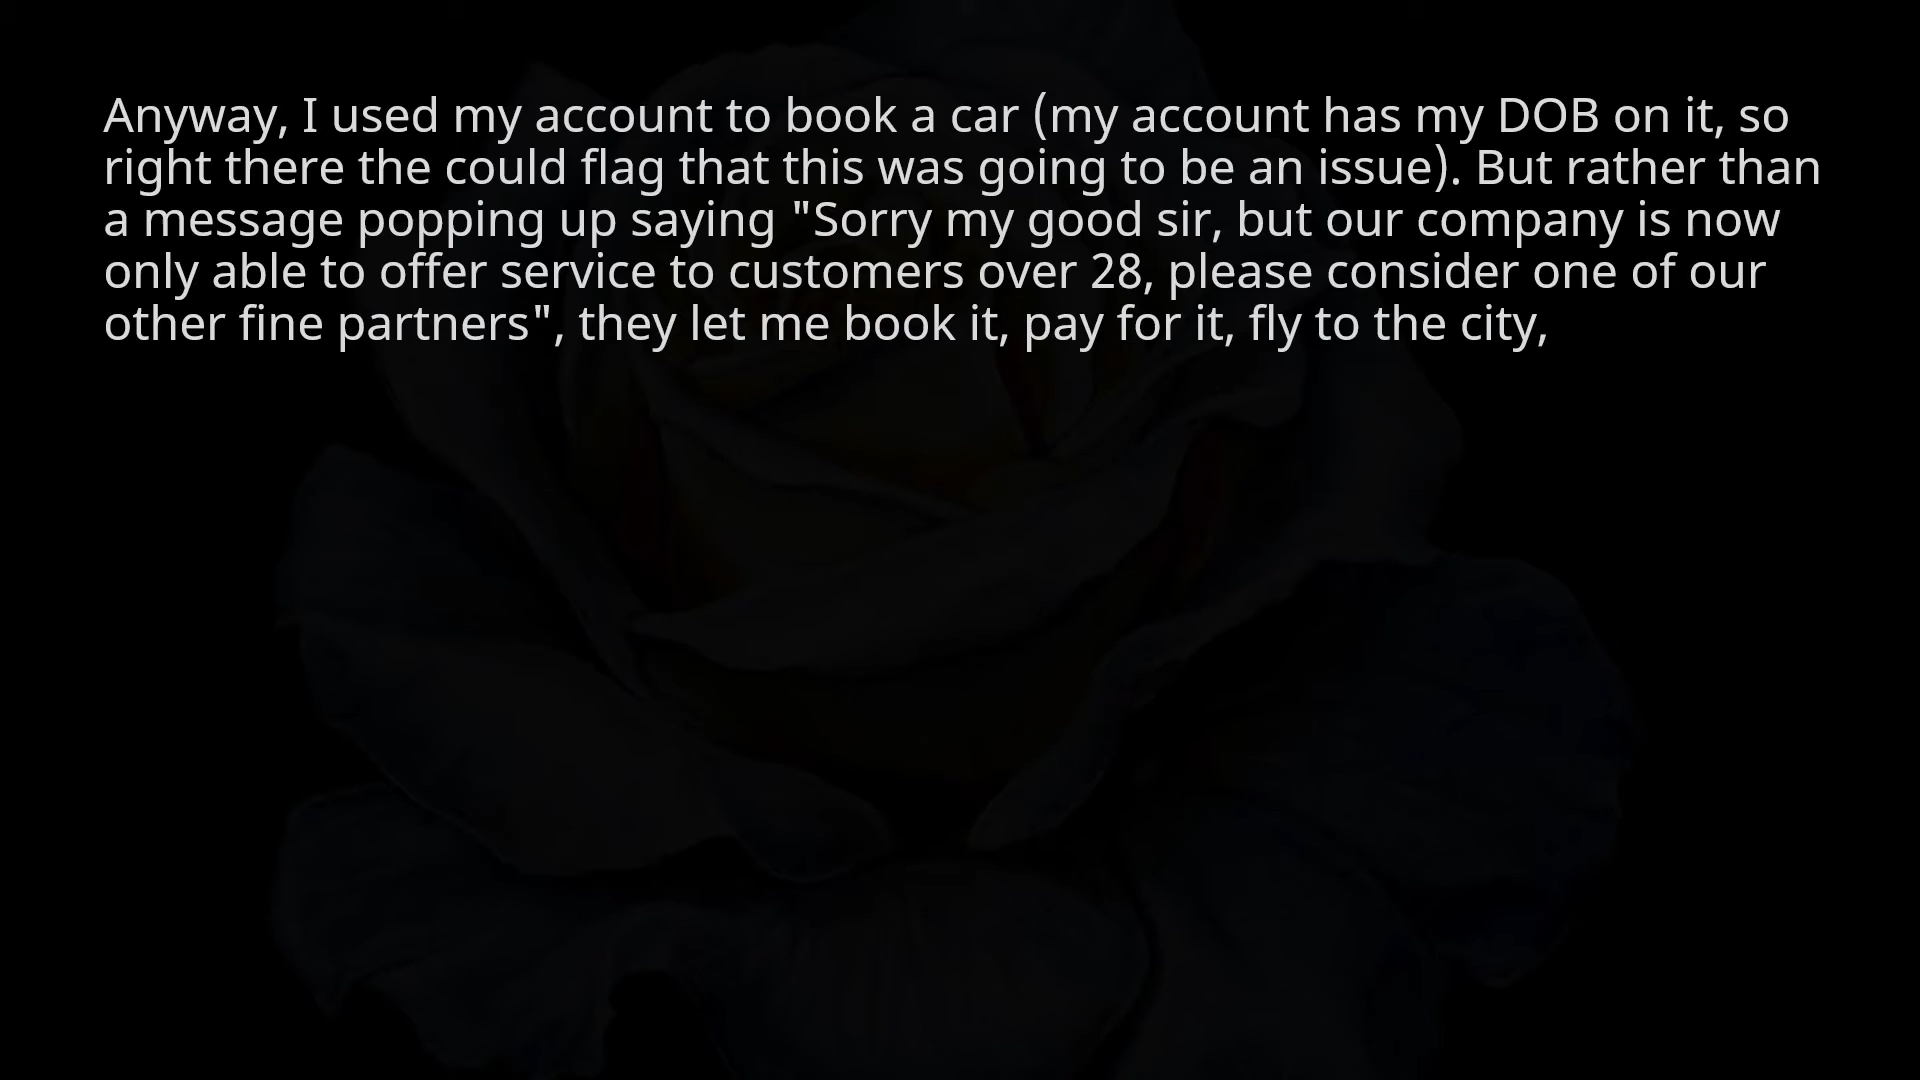 Anyway, I used my account to book a car (my account has my DOB on it, so
right there the could flag that this was going to be an issue). But rather than
a message popping up saying "Sorry my good sir, but our company is now
only able to offer service to customers over 28, please consider one of our
other fine partners", they let me book it, pay for it, fly to the city,